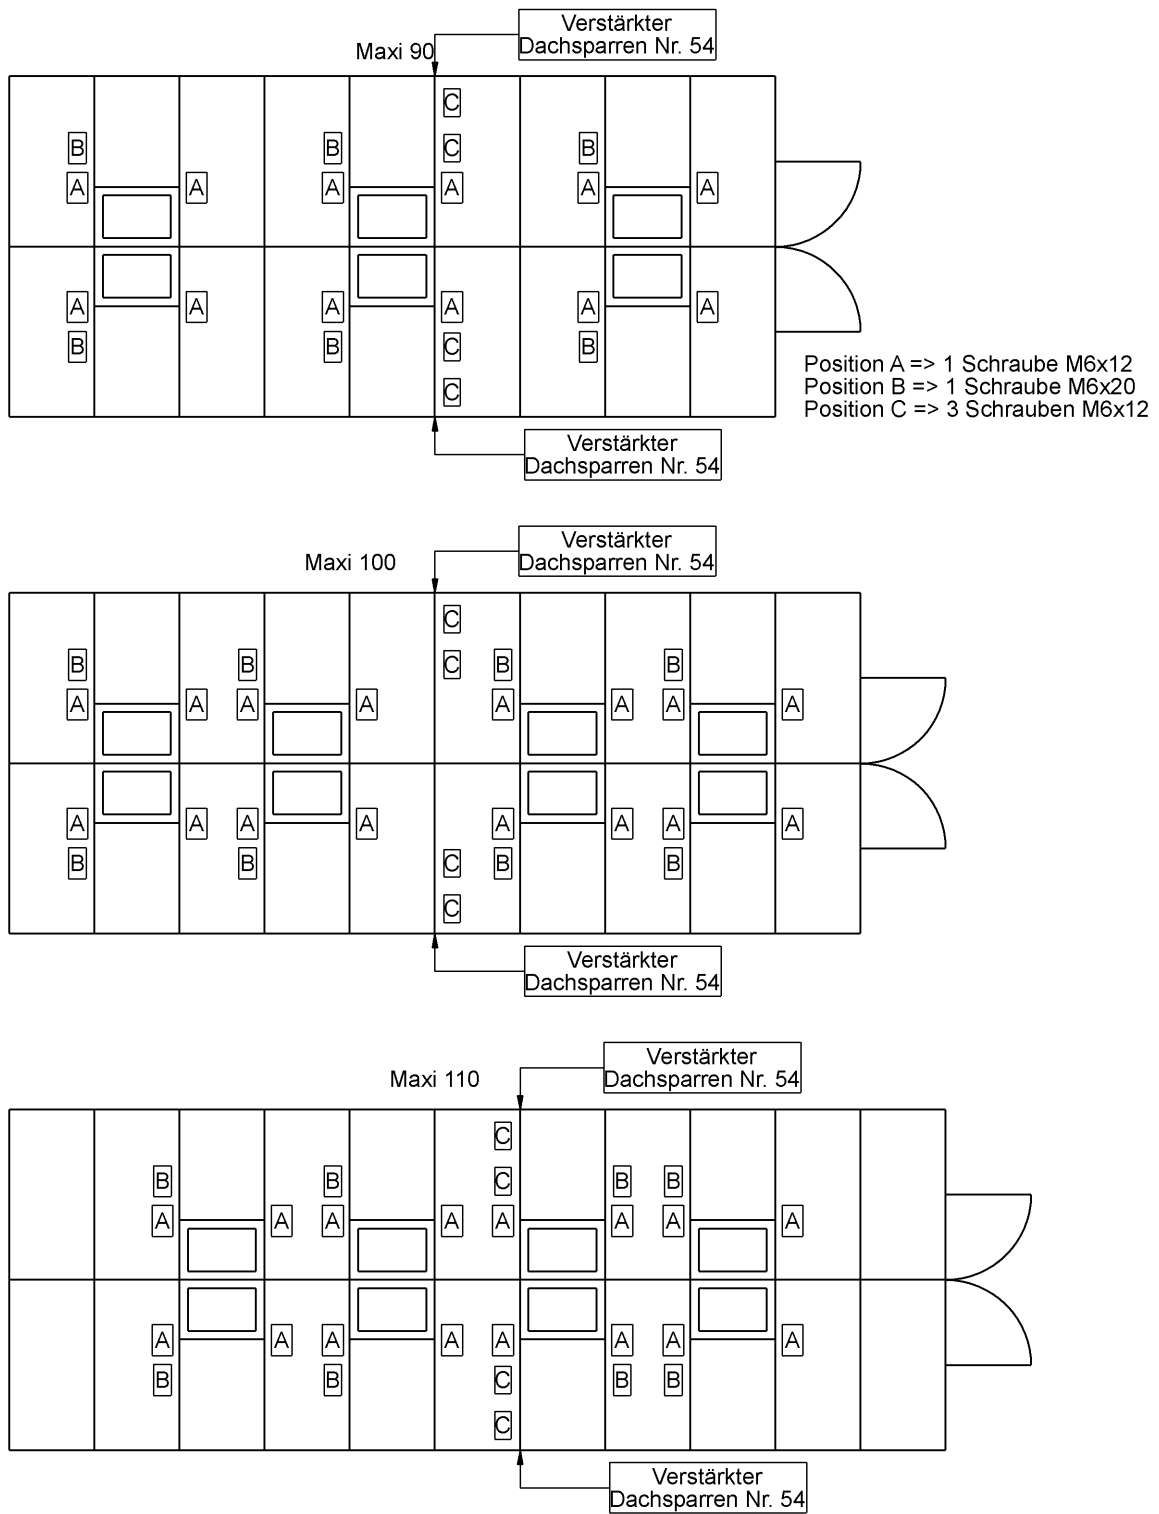 Verstärkter
Dachsparren Nr. 54
Maxi 90
C
B B C B
A A A A A A
A A A A A A
B B C B
C
Position A => 1 Schraube M6x12
Position B => 1 Schraube M6x20
Position C => 3 Schrauben M6x12
Verstärkter
Dachsparren Nr. 54
Verstärkter
Dachsparren Nr. 54
Maxi 100
C
B B C B B
A A A A A A A A
A A A A A A A A
B B C B B
C
Verstärkter
Dachsparren Nr. 54
Verstärkter
Dachsparren Nr. 54
Maxi 110
C
B B C B B
A A A A A A A A
A A A A A A A A
B B C B B
C
Verstärkter
Dachsparren Nr. 54